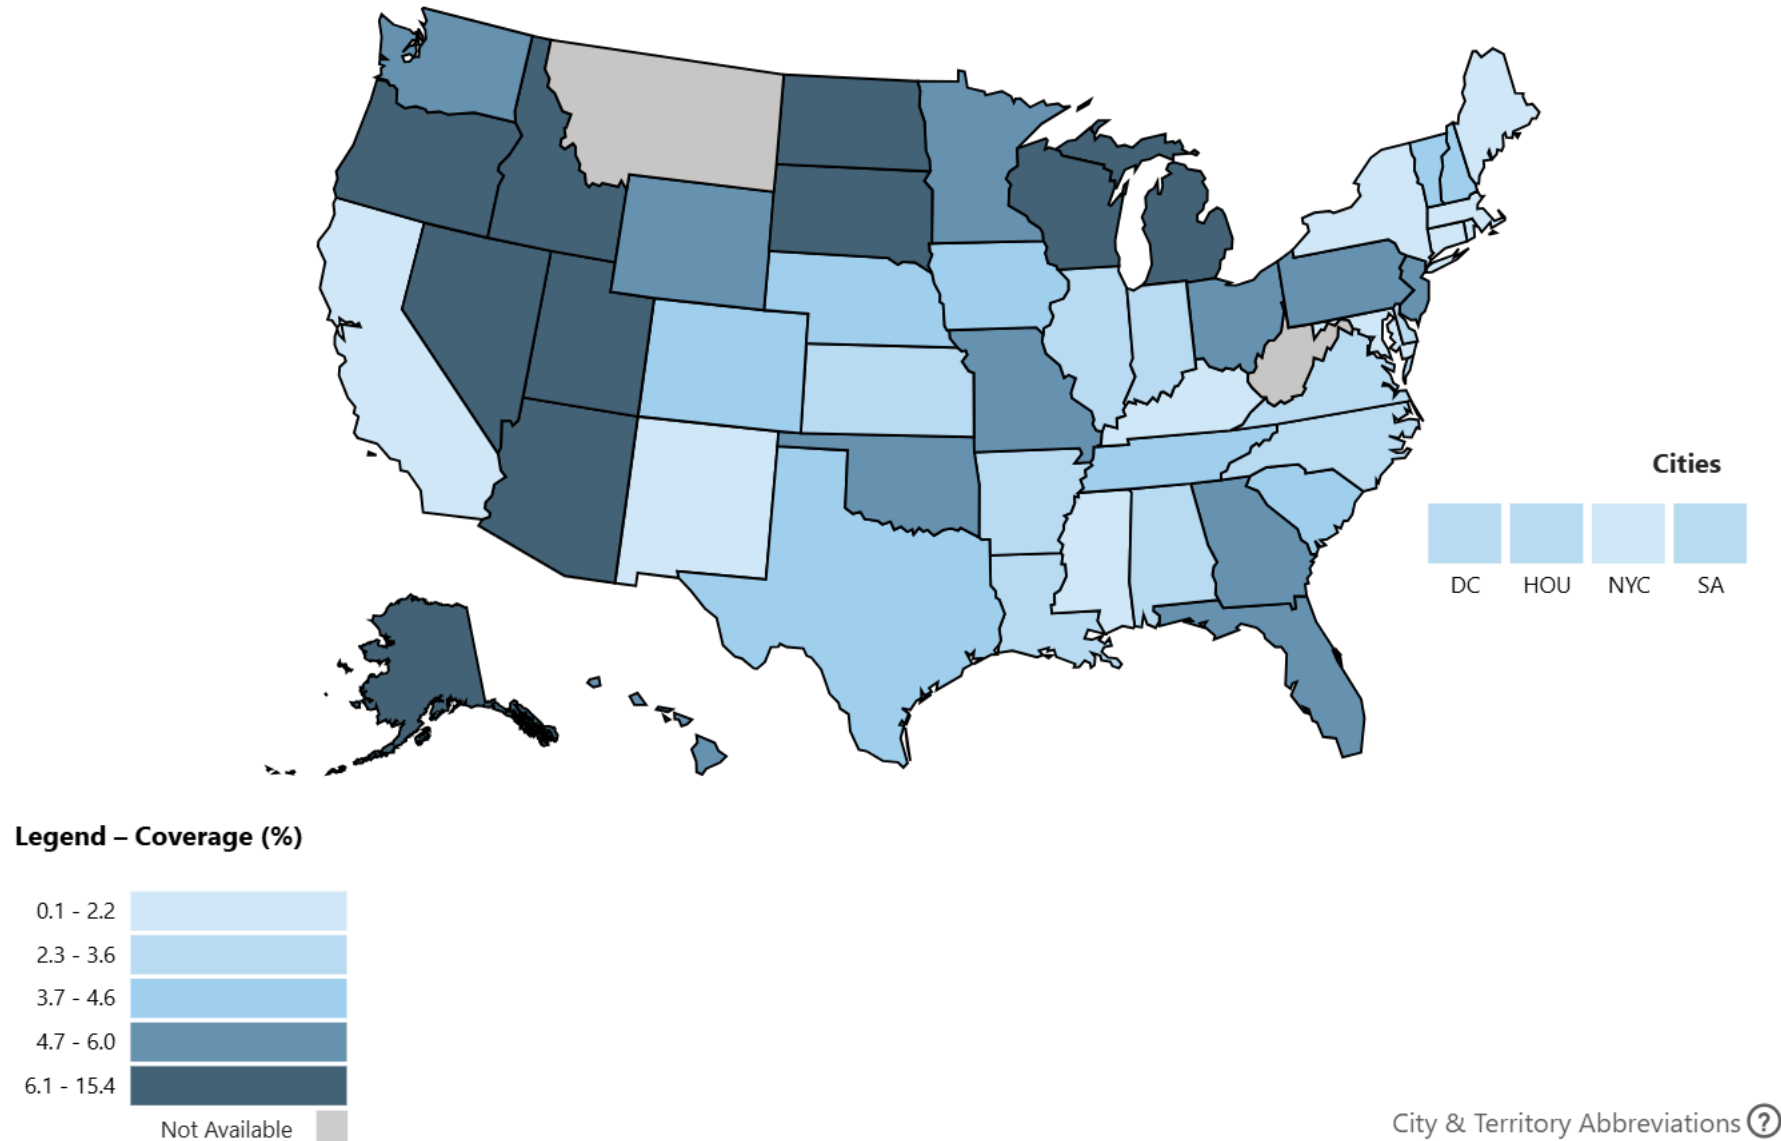 Cities
DC HOU NYC SA
Legend – Coverage (%)
0.1 - 2.2
2.3 - 3.6
3.7 - 4.6
4.7 - 6.0
6.1 - 15.4
Not Available
City & Territory Abbreviations ?